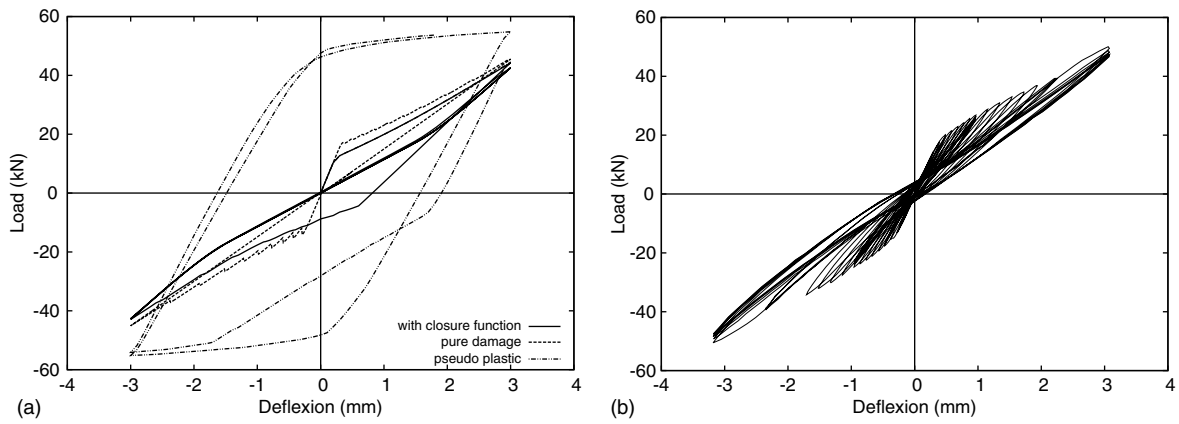 60
40
20
0
-20
-40
-60
-4 -3 -2 -1 0 1 2 3 4
Load (kN)
Deflexion (mm)
with closure function
pure damage
pseudo plastic
(a)
60
40
20
0
-20
-40
-60
-4 -3 -2 -1 0 1 2 3 4
Load (kN)
Deflexion (mm)
(b)